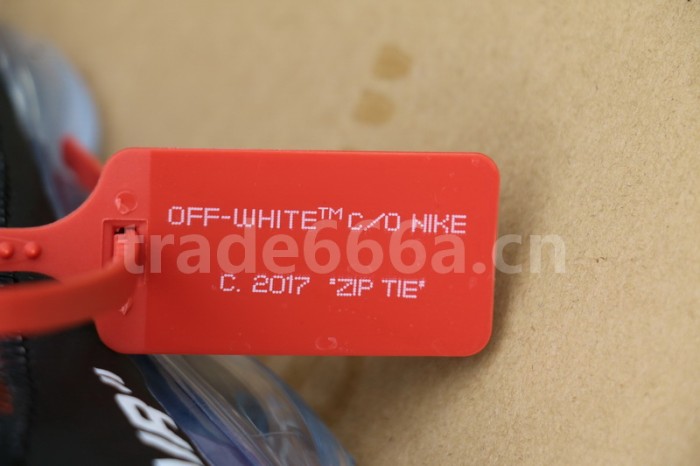 OFF-WHITE™ C/O NIKE
trade666a.cn
C. 2017 "ZIP TIE"